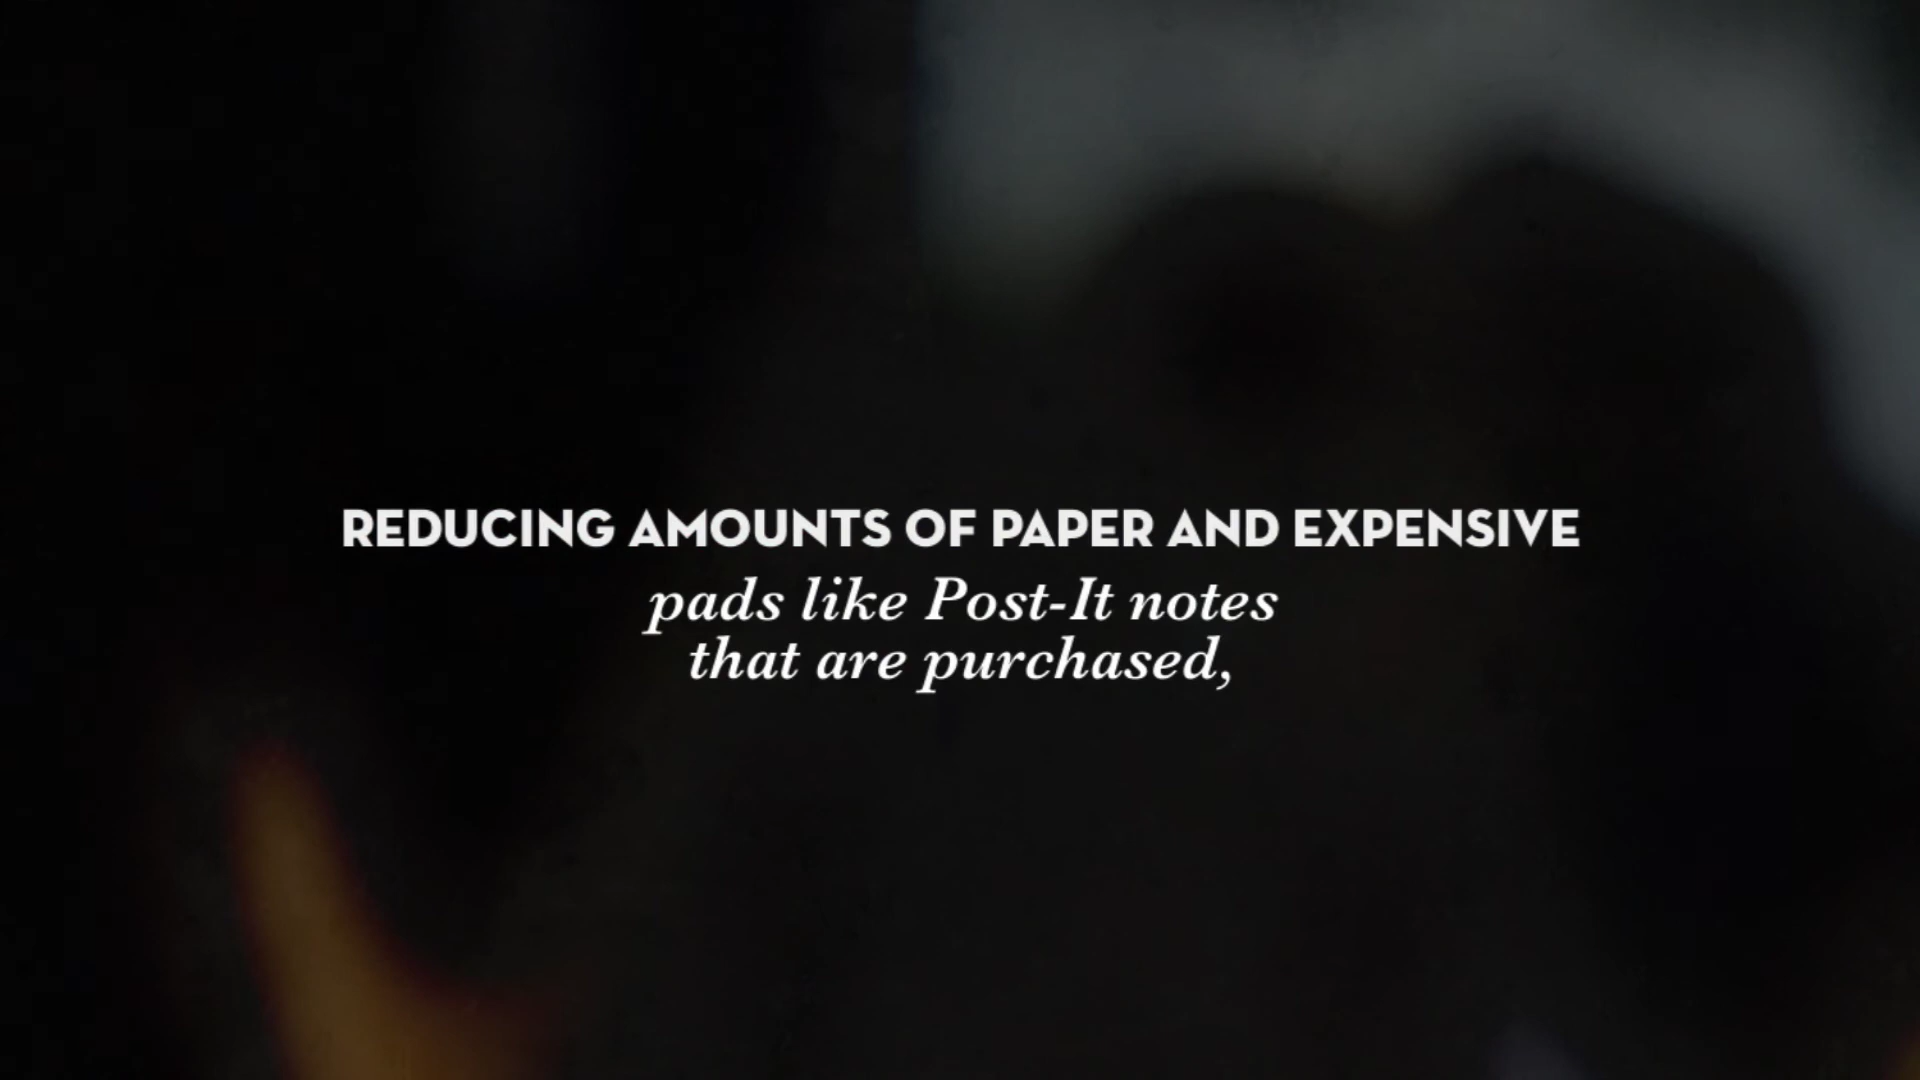 REDUCING AMOUNTS OF PAPER AND EXPENSIVE
pads like Post-It notes
that are purchased,